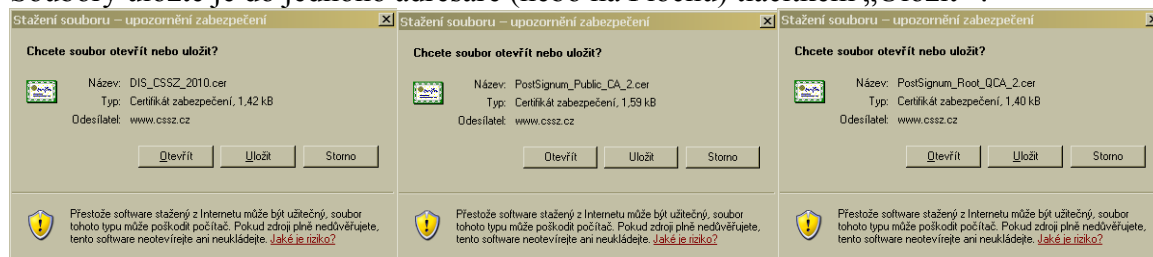 Stažení souboru – upozornění zabezpečení
Chcete soubor otevřít nebo uložit?
Název: DIS_CSSZ_2010.cer
Typ: Certifikát zabezpečení, 1,42 kB
Odesílatel: www.cssz.cz
Otevřít Uložit Storno
Přestože software stažený z Internetu může být užitečný, soubor
tohoto typu může poškodit počítač. Pokud zdroji plně nedůvěřujete,
tento software neotevírejte ani neukládejte. Jaké je riziko?
Stažení souboru – upozornění zabezpečení
Chcete soubor otevřít nebo uložit?
Název: PostSignum_Public_CA_2.cer
Typ: Certifikát zabezpečení, 1,59 kB
Odesílatel: www.cssz.cz
Otevřít Uložit Storno
Přestože software stažený z Internetu může být užitečný, soubor
tohoto typu může poškodit počítač. Pokud zdroji plně nedůvěřujete,
tento software neotevírejte ani neukládejte. Jaké je riziko?
Stažení souboru – upozornění zabezpečení
Chcete soubor otevřít nebo uložit?
Název: PostSignum_Root_QCA_2.cer
Typ: Certifikát zabezpečení, 1,40 kB
Odesílatel: www.cssz.cz
Otevřít Uložit Storno
Přestože software stažený z Internetu může být užitečný, soubor
tohoto typu může poškodit počítač. Pokud zdroji plně nedůvěřujete,
tento software neotevírejte ani neukládejte. Jaké je riziko?